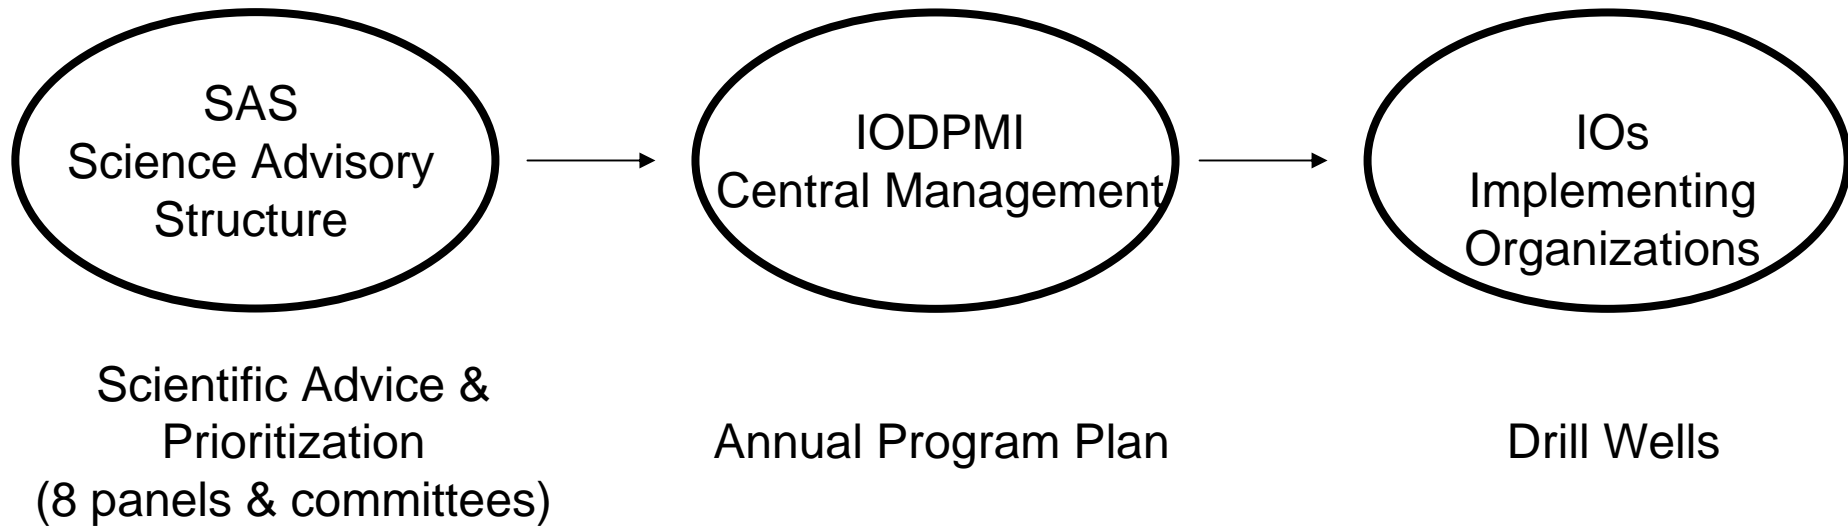 SAS
Science Advisory
Structure
IODPMI
Central Management
IOs
Implementing
Organizations
Scientific Advice &
Prioritization
(8 panels & committees)
Annual Program Plan
Drill Wells